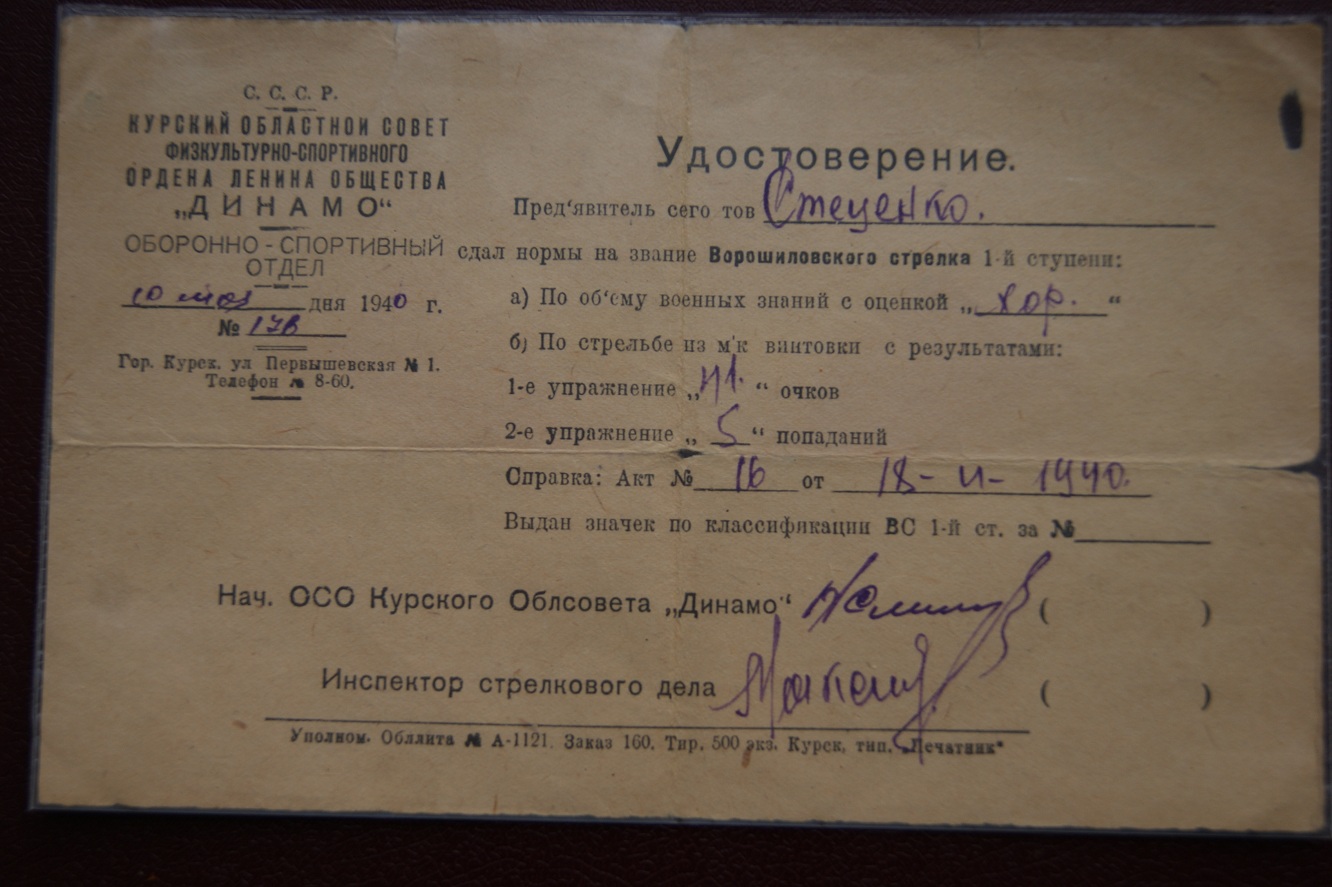 С. С. С. Р.
КУРСКИЙ ОБЛАСТНОЙ СОВЕТ
ФИЗКУЛЬТУРНО-СПОРТИВНОГО
ОРДЕНА ЛЕНИНА ОБЩЕСТВА
„ДИНАМО“
ОБОРОННО-СПОРТИВНЫЙ
ОТДЕЛ
10 мая дня 1940 г.
№ 178
Гор. Курск. ул Первышевская № 1.
Телефон № 8-60.
Удостоверение.
Пред‘явитель сего тов Стеценко.
сдал нормы на звание Ворошиловского стрелка 1-й ступени:
а) По об‘ему военных знаний с оценкой „хор.“
б) По стрельбе из м‘к винтовки с результатами:
1-е упражнение „ “ очков
2-е упражнение „5“ попаданий
Справка: Акт № 16 от 18- 1940.
Выдан значек по классификации ВС 1-й ст. за №
Нач. ОСО Курского Облсовета „Динамо“ ( )
Инспектор стрелкового дела ( )
Уполном. Обллита № А-1121. Заказ 160. Тир. 500 экз. Курск, тип. „Печатник“